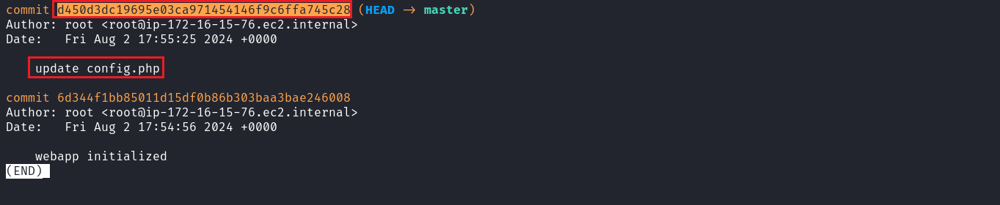 commit d450d3dc19695e03ca971454146f9c6ffa745c28 (HEAD -> master)
Author: root <root@ip-172-16-15-76.ec2.internal>
Date:   Fri Aug 2 17:55:25 2024 +0000
    update config.php
commit 6d344f1bb85011d15df0b86b303baa3bae246008
Author: root <root@ip-172-16-15-76.ec2.internal>
Date:   Fri Aug 2 17:54:56 2024 +0000
    webapp initialized
(END)